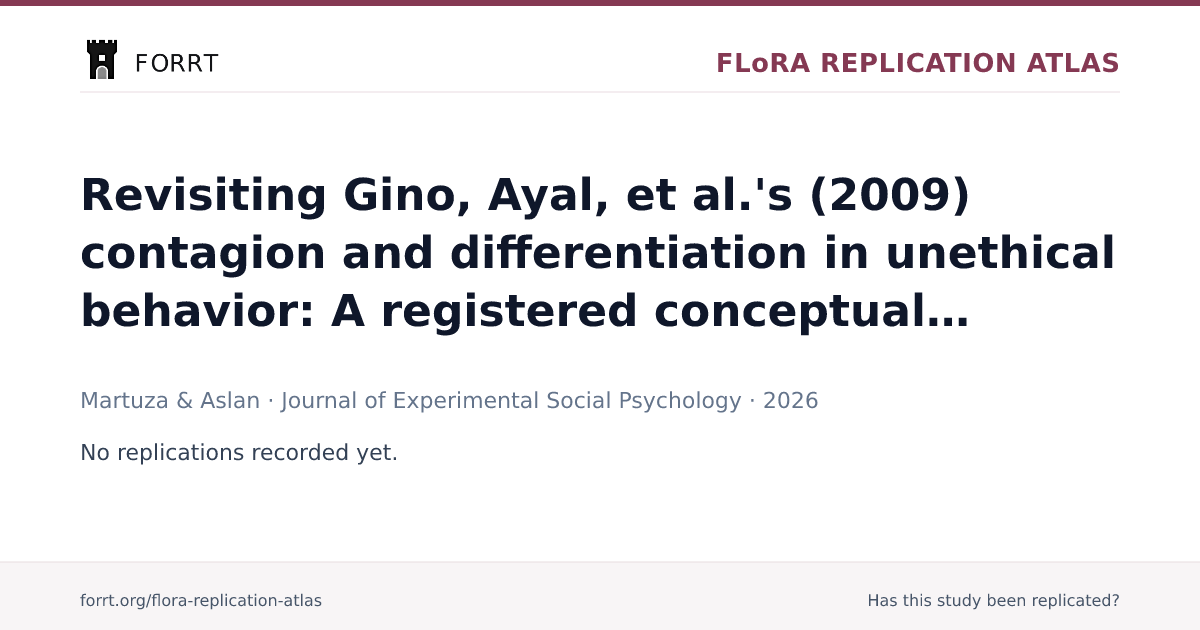 FORRT
FLoRA REPLICATION ATLAS
Revisiting Gino, Ayal, et al.'s (2009)
contagion and differentiation in unethical
behavior: A registered conceptual…
Martuza & Aslan · Journal of Experimental Social Psychology · 2026
No replications recorded yet.
forrt.org/flora-replication-atlas
Has this study been replicated?